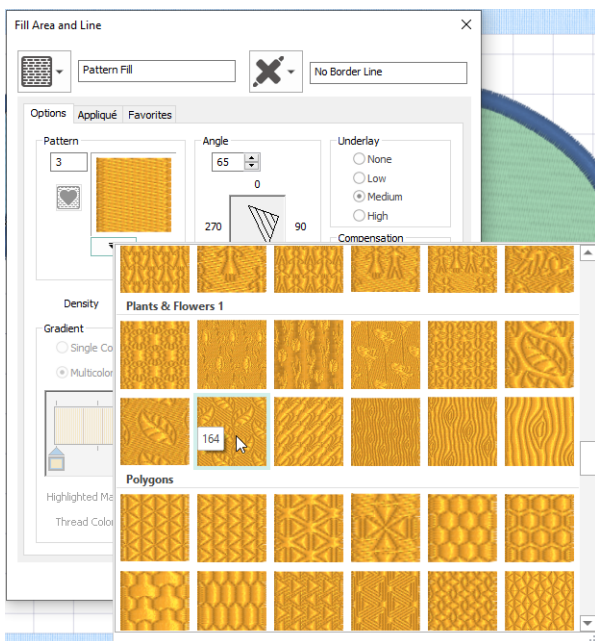 Fill Area and Line
Pattern Fill
No Border Line
Options Appliqué Favorites
Pattern
3
Angle
65
0
270 90
Underlay
None
Low
Medium
High
Compensation
Density
Plants & Flowers 1
Gradient
Single Co
Multicolor
164
Highlighted Ma
Thread Color
Polygons